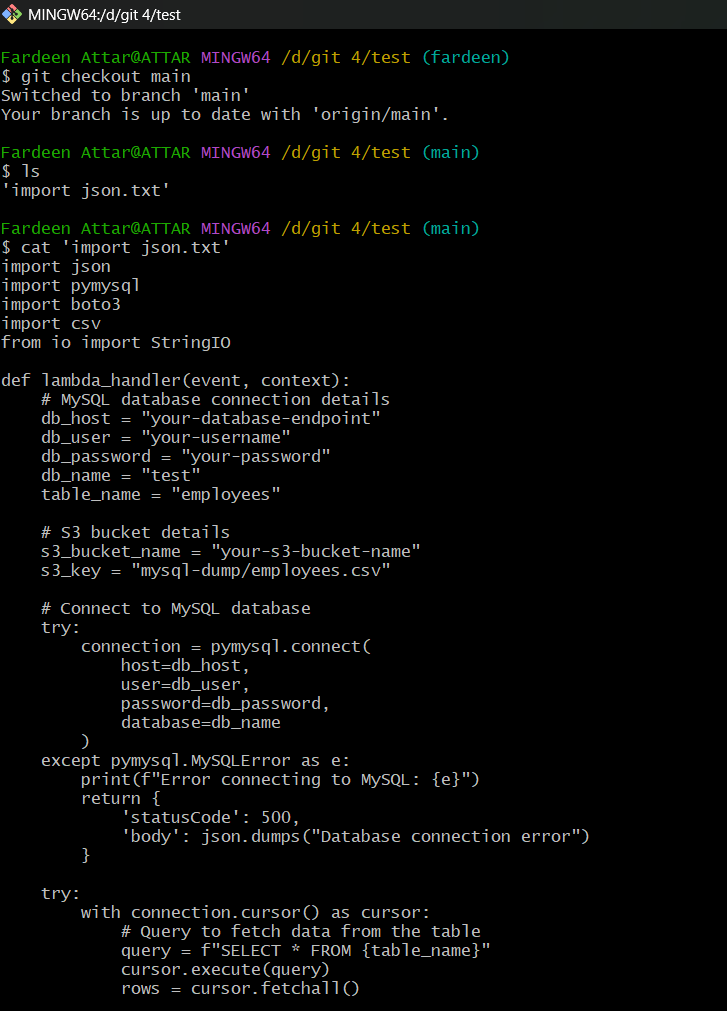 MINGW64:/d/git 4/test
Fardeen Attar@ATTAR MINGW64 /d/git 4/test (fardeen)
$ git checkout main
Switched to branch 'main'
Your branch is up to date with 'origin/main'.

Fardeen Attar@ATTAR MINGW64 /d/git 4/test (main)
$ ls
'import json.txt'

Fardeen Attar@ATTAR MINGW64 /d/git 4/test (main)
$ cat 'import json.txt'
import json
import pymysql
import boto3
import csv
from io import StringIO

def lambda_handler(event, context):
    # MySQL database connection details
    db_host = "your-database-endpoint"
    db_user = "your-username"
    db_password = "your-password"
    db_name = "test"
    table_name = "employees"

    # S3 bucket details
    s3_bucket_name = "your-s3-bucket-name"
    s3_key = "mysql-dump/employees.csv"

    # Connect to MySQL database
    try:
        connection = pymysql.connect(
            host=db_host,
            user=db_user,
            password=db_password,
            database=db_name
        )
    except pymysql.MySQLError as e:
        print(f"Error connecting to MySQL: {e}")
        return {
            'statusCode': 500,
            'body': json.dumps("Database connection error")
        }

    try:
        with connection.cursor() as cursor:
            # Query to fetch data from the table
            query = f"SELECT * FROM {table_name}"
            cursor.execute(query)
            rows = cursor.fetchall()